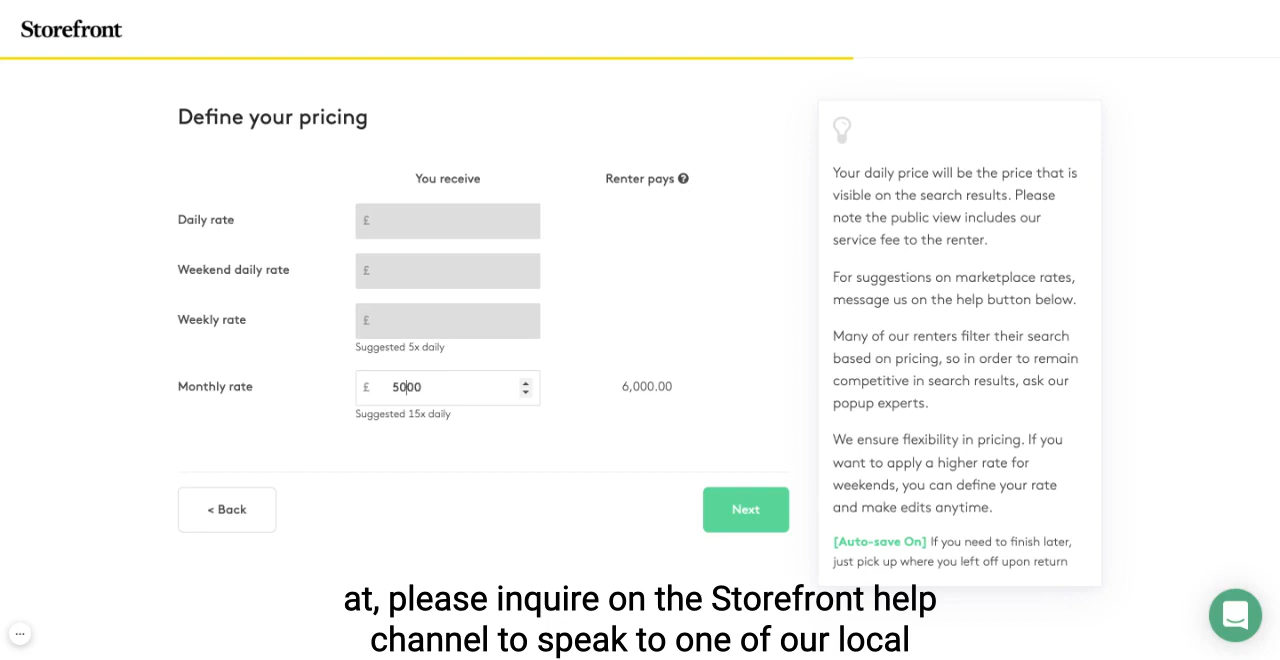 Storefront
Define your pricing
You receive
Renter pays ?
Daily rate
£
Weekend daily rate
£
Weekly rate
£
Suggested 5x daily
Monthly rate
£ 5000
6,000.00
Suggested 15x daily
< Back
Next
Your daily price will be the price that is
visible on the search results. Please
note the public view includes our
service fee to the renter.
For suggestions on marketplace rates,
message us on the help button below.
Many of our renters filter their search
based on pricing, so in order to remain
competitive in search results, ask our
popup experts.
We ensure flexibility in pricing. If you
want to apply a higher rate for
weekends, you can define your rate
and make edits anytime.
[Auto-save On] If you need to finish later,
just pick up where you left off upon return
at, please inquire on the Storefront help
channel to speak to one of our local